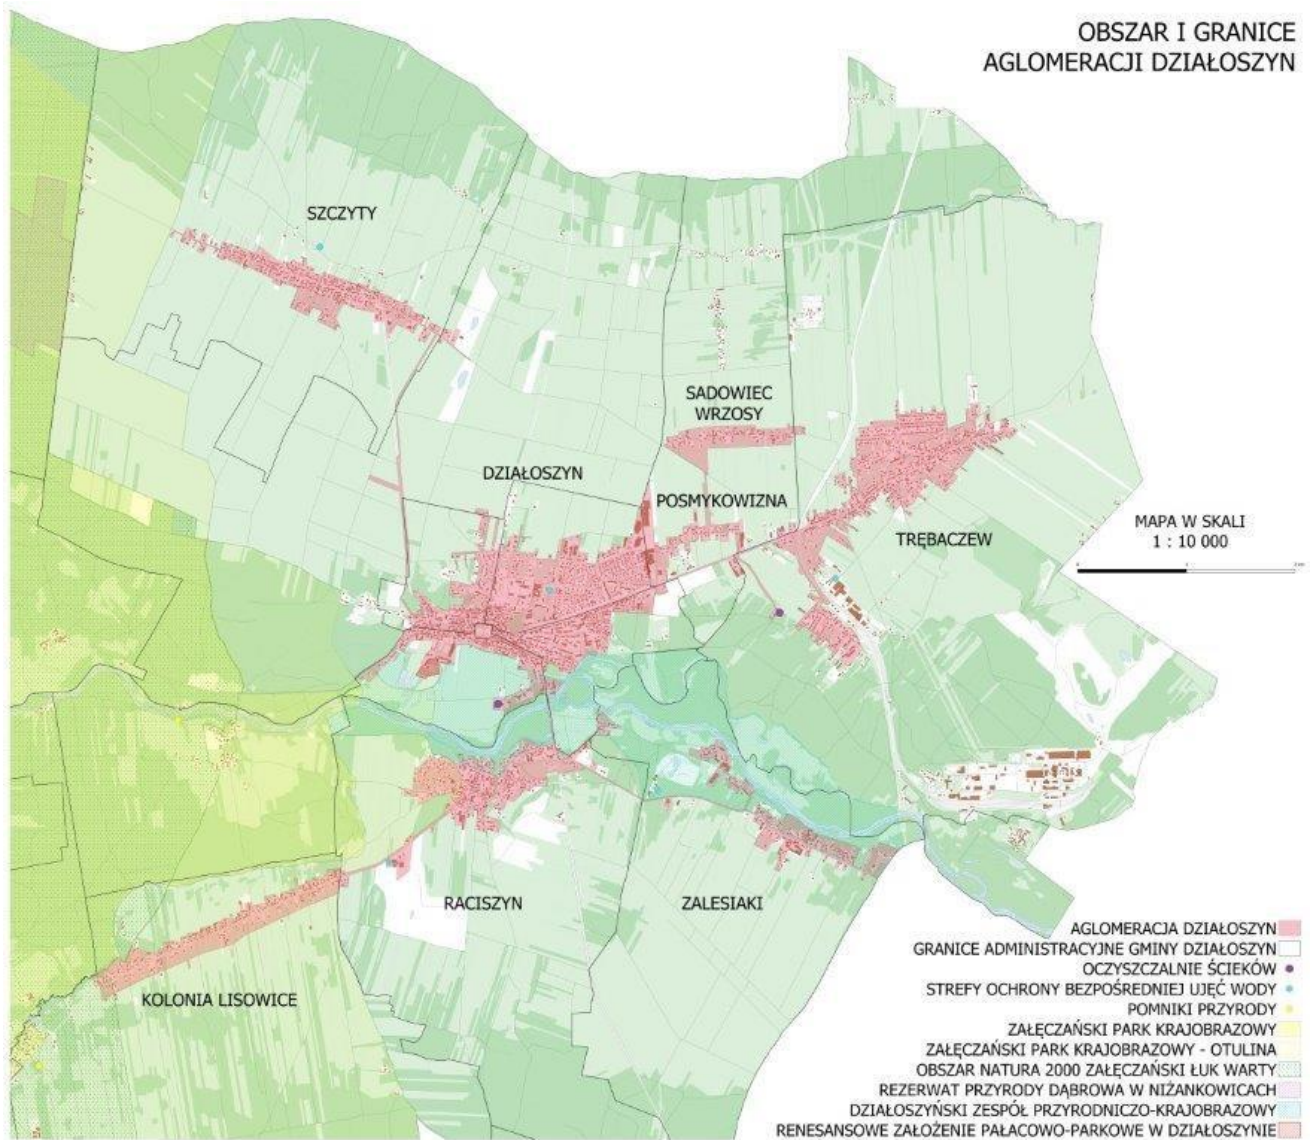 OBSZAR I GRANICE
AGLOMERACJI DZIAŁOSZYN
SZCZYTY
SADOWIEC
WRZOSY
DZIAŁOSZYN
POSMYKOWIZNA
TRĘBACZEW
MAPA W SKALI
1 : 10 000
RACISZYN
ZALESIAKI
KOLONIA LISOWICE
AGLOMERACJA DZIAŁOSZYN
GRANICE ADMINISTRACYJNE GMINY DZIAŁOSZYN
OCZYSZCZALNIE ŚCIEKÓW
STREFY OCHRONY BEZPOŚREDNIEJ UJĘĆ WODY
POMNIKI PRZYRODY
ZAŁĘCZAŃSKI PARK KRAJOBRAZOWY
ZAŁĘCZAŃSKI PARK KRAJOBRAZOWY - OTULINA
OBSZAR NATURA 2000 ZAŁĘCZAŃSKI ŁUK WARTY
REZERWAT PRZYRODY DĄBROWA W NIŻANKOWICACH
DZIAŁOSZYŃSKI ZESPÓŁ PRZYRODNICZO-KRAJOBRAZOWY
RENESANSOWE ZAŁOŻENIE PAŁACOWO-PARKOWE W DZIAŁOSZYNIE